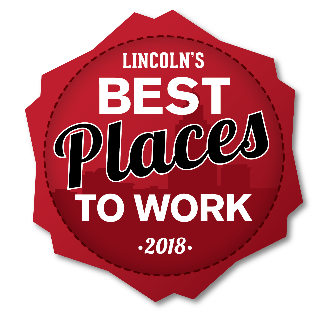 LINCOLN'S
BEST
Places
TO WORK
·2018·